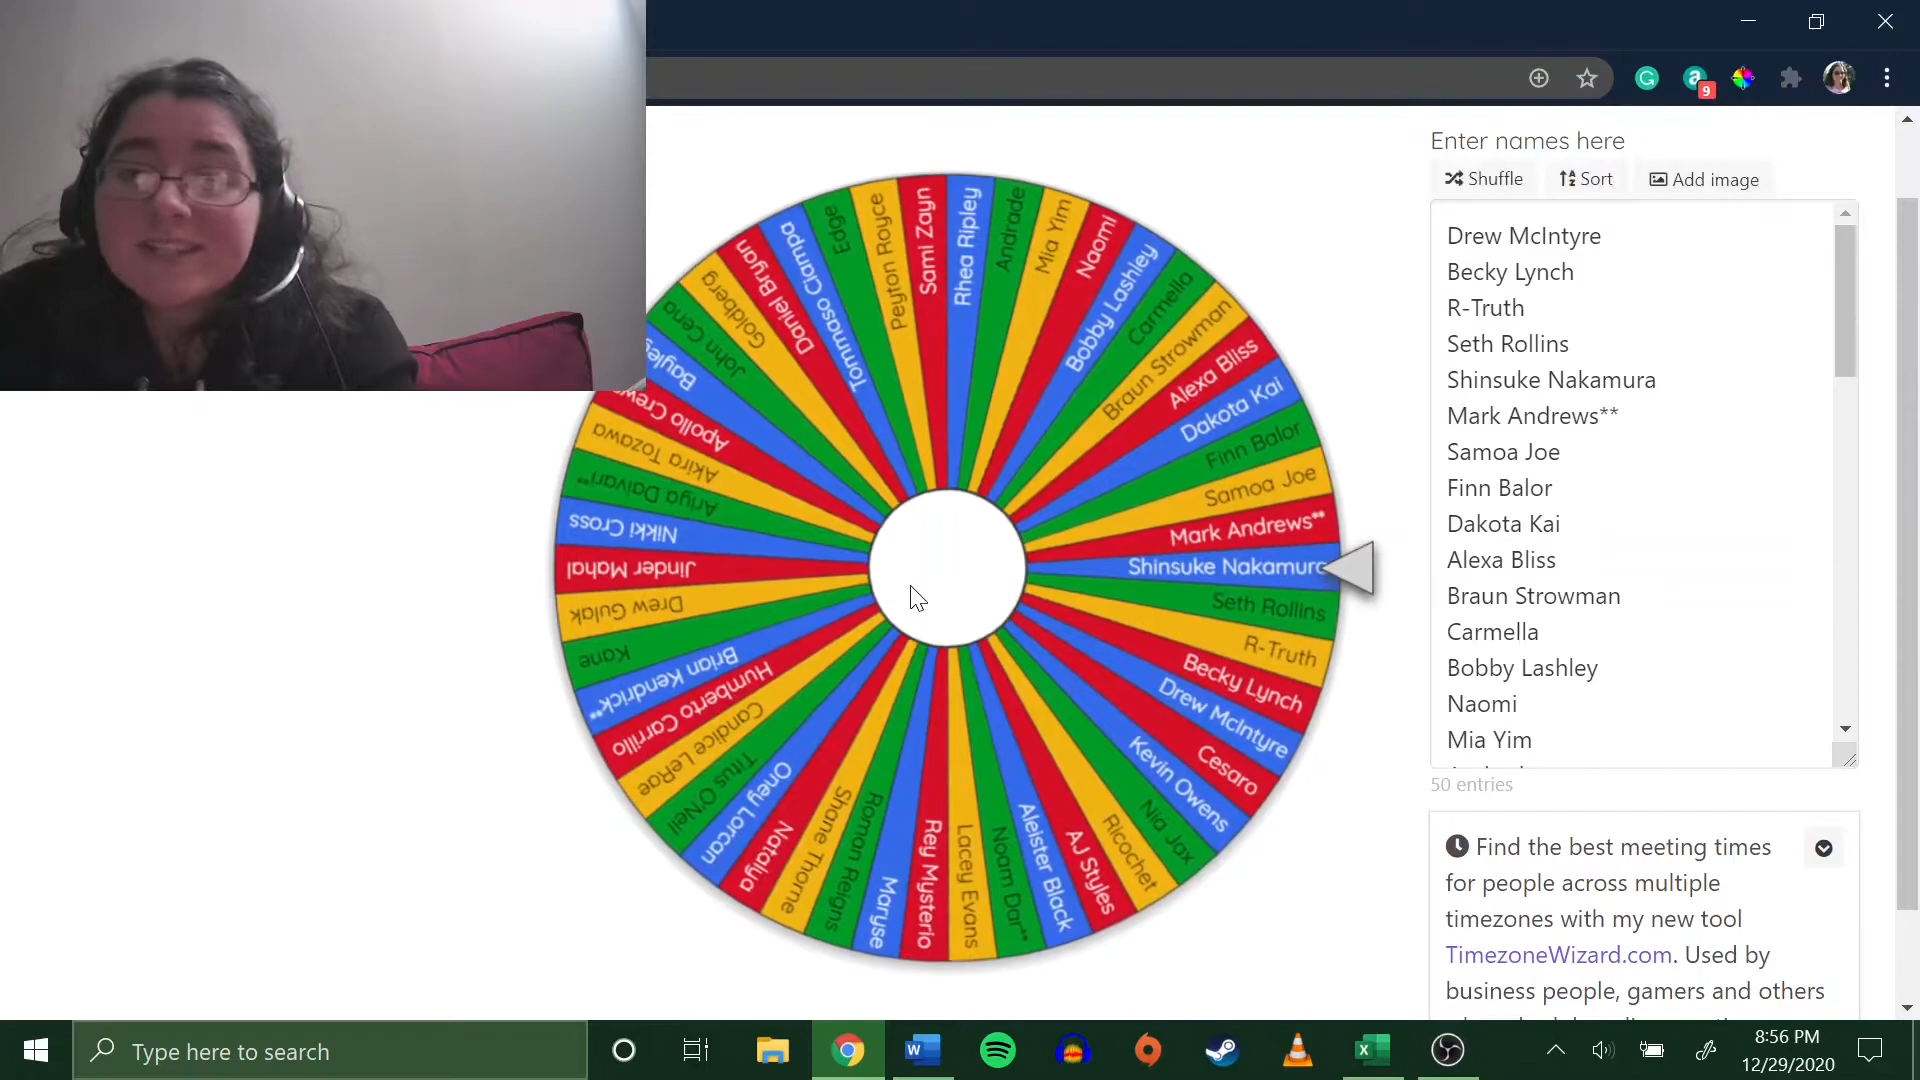 Enter names here
Shuffle
Sort
Add image
Drew McIntyre
Becky Lynch
R-Truth
Seth Rollins
Shinsuke Nakamura
Mark Andrews**
Samoa Joe
Finn Balor
Dakota Kai
Alexa Bliss
Braun Strowman
Carmella
Bobby Lashley
Naomi
Mia Yim
50 entries
Find the best meeting times
for people across multiple
timezones with my new tool
TimezoneWizard.com. Used by
business people, gamers and others
9
Rhea Ripley
Andrade
Mia Yim
Naomi
Bobby Lashley
Carmella
Braun Strowman
Alexa Bliss
Dakota Kai
Finn Balor
Samoa Joe
Mark Andrews**
Shinsuke Nakamura
Seth Rollins
R-Truth
Becky Lynch
Drew McIntyre
Cesaro
Kevin Owens
Nia Jax
Ricochet
AJ Styles
Aleister Black
Noam Dar**
Lacey Evans
Rey Mysterio
Maryse
Roman Reigns
Shane Thorne
Natalya
Oney Lorcan
Titus O'Neil
Candice LeRae
Humberto Carrillo
Brian Kendrick**
Kane
Drew Gulak
Jinder Mahal
Nikki Cross
Ariya Daivari**
Akira Tozawa
Apollo Crews
Bayley
John Cena
Goldberg
Daniel Bryan
Tommaso Ciampa
Edge
Peyton Royce
Sami Zayn
Type here to search
8:56 PM
12/29/2020